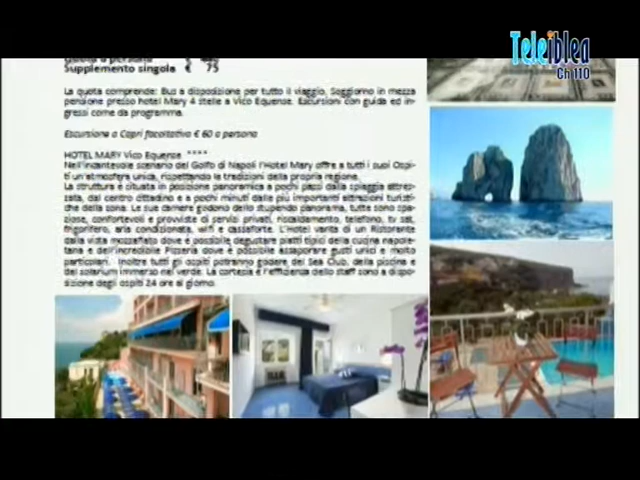 Teleiblea
Ch 110
Quota a persona €
Supplemento singola € 75
La quota comprende: Bus a disposizione per tutto il viaggio, Soggiorno in mezza
pensione presso hotel Mary 4 stelle a Vico Equense. Escursioni con guida ed in-
gressi come da programma.
Escursione a Capri facoltativa € 60 a persona
HOTEL MARY Vico Equense ****
Nell'incantevole scenario del Golfo di Napoli l'Hotel Mary offre a tutti i suoi Ospi-
ti un'atmosfera unica, rispettando le tradizioni della propria regione.
La struttura è situata in posizione panoramica a pochi passi dalla spiaggia attrez-
zata, dal centro cittadino e a pochi minuti dalle più importanti attrazioni turisti-
che della zona. Le sue camere godono dello stupendo panorama, tutte sono spa-
ziose, confortevoli e provviste di servizi privati, riscaldamento, telefono, tv sat,
frigorifero, aria condizionata, wifi e cassaforte. L'Hotel vanta di un Ristorante
dalla vista mozzafiato dove è possibile degustare piatti tipici della cucina napole-
tana e dell'incredibile Pizzeria dove è possibile assaporare gusti unici e molto
particolari. Inoltre tutti gli ospiti potranno godere del Sea Club, della piscina e
del solarium immerso nel verde. La cortesia e l'efficienza dello staff sono a dispo-
sizione degli ospiti 24 ore al giorno.